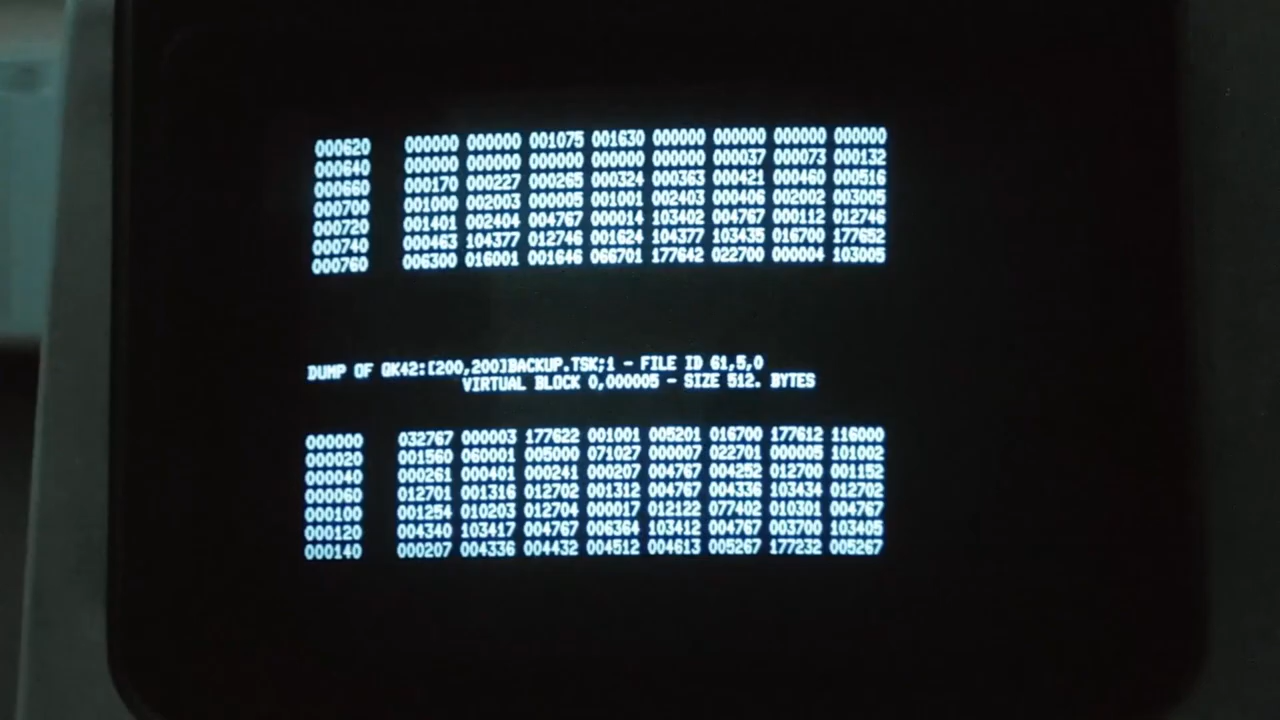 000620 000000 000000 001075 001630 000000 000000 000000 000000
000640 000000 000000 000000 000000 000000 000037 000073 000132
000660 000170 000227 000265 000324 000363 000421 000460 000516
000700 001000 002003 000005 001001 002403 000406 002002 003005
000720 001401 002404 004767 000014 103402 004767 000112 012746
000740 000463 104377 012746 001624 104377 103435 016700 177652
000760 006300 016001 001646 066701 177642 022700 000004 103005
DUMP OF QK42:[200,200]BACKUP.TSK;1 - FILE ID 61,5,0
VIRTUAL BLOCK 0,000005 - SIZE 512. BYTES
000000 032767 000003 177622 001001 005201 016700 177612 116000
000020 001560 060001 005000 071027 000007 022701 000005 101002
000040 000261 000401 000241 000207 004767 004252 012700 001152
000060 012701 001316 012702 001312 004767 004336 103434 012702
000100 001254 010203 012704 000017 012122 077402 010301 004767
000120 004340 103417 004767 006364 103412 004767 003700 103405
000140 000207 004336 004432 004512 004613 005267 177232 005267